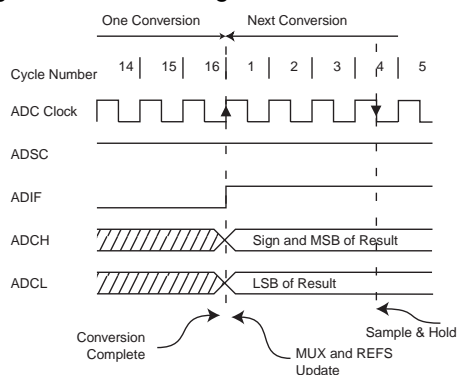 One Conversion Next Conversion
Cycle Number 14 15 16 1 2 3 4 5
ADC Clock
ADSC
ADIF
ADCH Sign and MSB of Result
ADCL LSB of Result
Conversion Complete
MUX and REFS Update
Sample & Hold